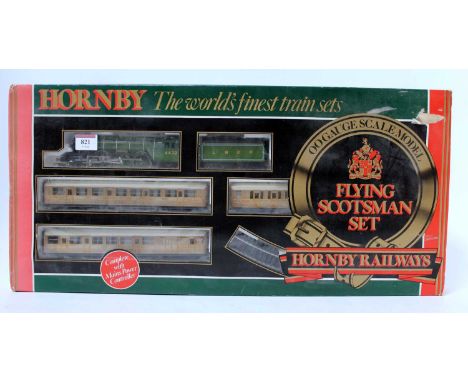 HORNBY The world's finest train sets
OO GAUGE SCALE MODEL
821
4472
FLYING
SCOTSMAN
SET
HORNBY RAILWAYS
Complete
with
Mains Power
Controller